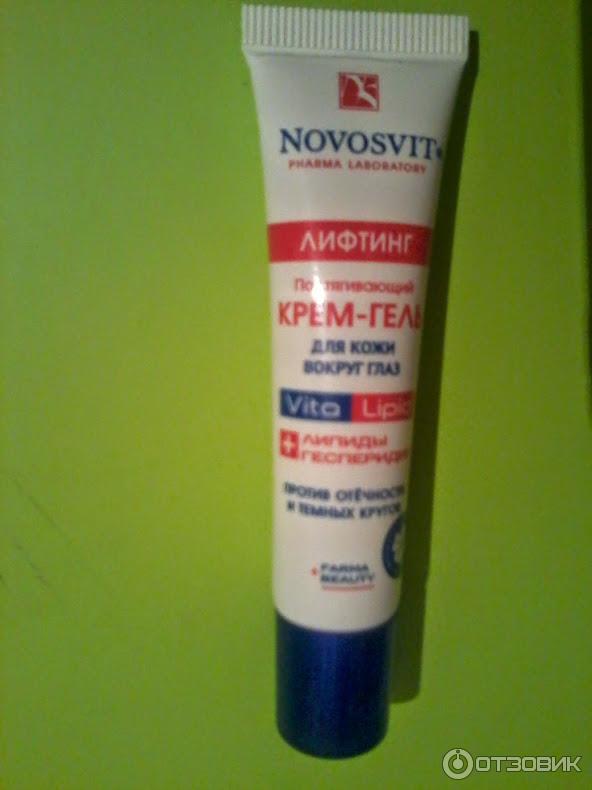 NOVOSVIT
PHARMA LABORATORY
ЛИФТИНГ
Подтягивающий
КРЕМ-ГЕЛЬ
ДЛЯ КОЖИ
ВОКРУГ ГЛАЗ
Vita Lipid
+ ЛИПИДЫ
ГЕСПЕРИДИН
ПРОТИВ ОТЁЧНОСТИ
И ТЕМНЫХ КРУГОВ
+ FARMA
BEAUTY
ОТЗОВИК